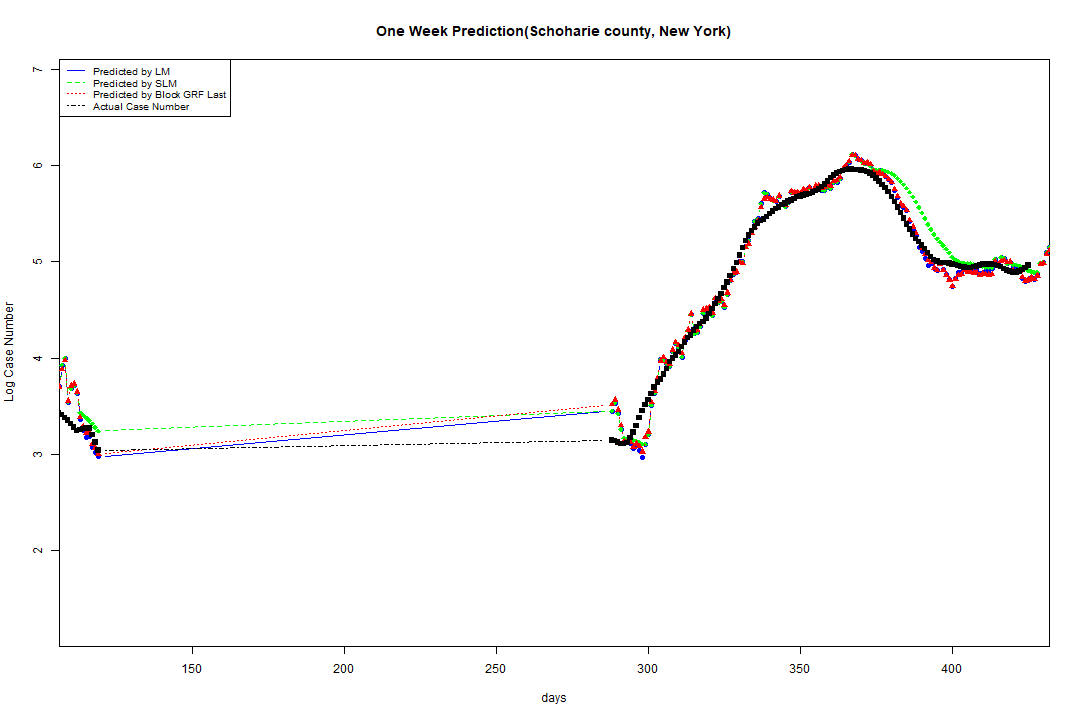 One Week Prediction(Schoharie county, New York)
Predicted by LM
Predicted by SLM
Predicted by Block GRF Last
Actual Case Number
7
6
5
4
3
2
Log Case Number
150 200 250 300 350 400
days